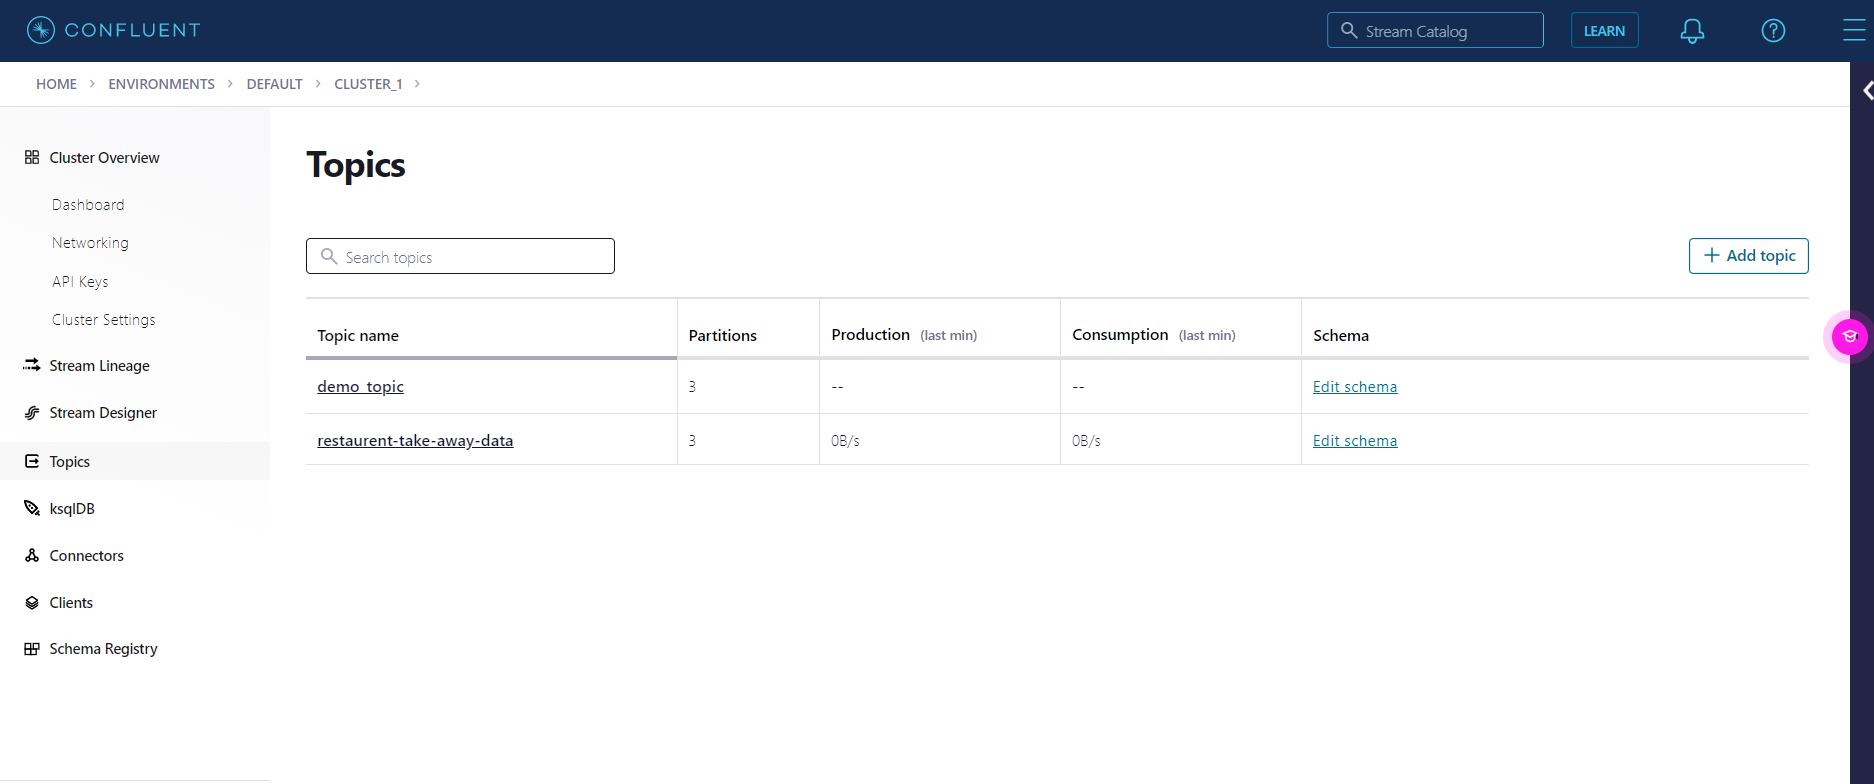 CONFLUENT
Stream Catalog
LEARN
HOME > ENVIRONMENTS > DEFAULT > CLUSTER_1 >
Cluster Overview
Dashboard
Networking
API Keys
Cluster Settings
Stream Lineage
Stream Designer
Topics
ksqlDB
Connectors
Clients
Schema Registry
Topics
Search topics
+ Add topic
Topic name Partitions Production (last min) Consumption (last min) Schema
demo_topic 3 -- -- Edit schema
restaurent-take-away-data 3 0B/s 0B/s Edit schema